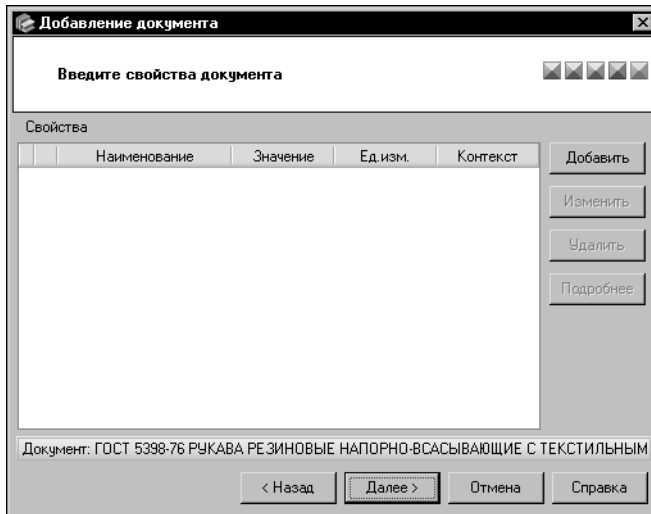 Добавление документа
Введите свойства документа
Свойства
Наименование Значение Ед.изм. Контекст
Добавить
Изменить
Удалить
Подробнее
Документ: ГОСТ 5398-76 РУКАВА РЕЗИНОВЫЕ НАПОРНО-ВСАСЫВАЮЩИЕ С ТЕКСТИЛЬНЫМ
< Назад Далее > Отмена Справка